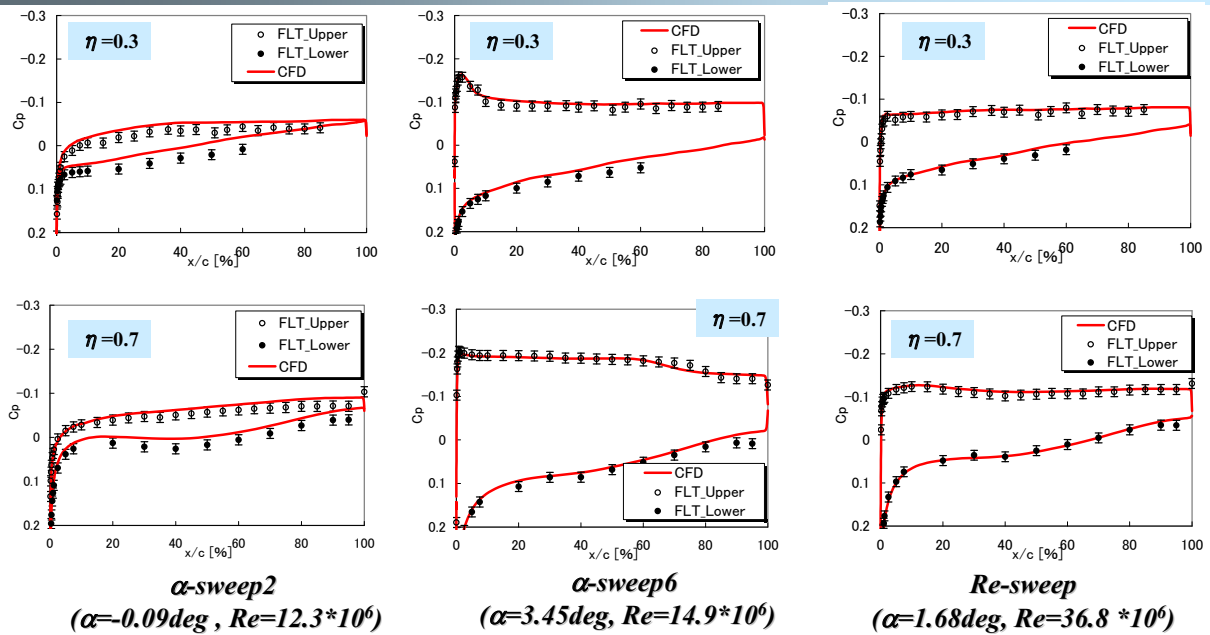 η=0.3
FLT_Upper
FLT_Lower
CFD
-0.3
-0.2
-0.1
0
0.1
0.2
Cp
0 20 40 60 80 100
x/c [%]
η=0.3
CFD
FLT_Upper
FLT_Lower
-0.3
-0.2
-0.1
0
0.1
0.2
Cp
0 20 40 60 80 100
x/c [%]
η=0.3
CFD
FLT_Upper
FLT_Lower
-0.3
-0.2
-0.1
0
0.1
0.2
Cp
0 20 40 60 80 100
x/c [%]
η=0.7
FLT_Upper
FLT_Lower
CFD
-0.3
-0.2
-0.1
0
0.1
0.2
Cp
0 20 40 60 80 100
x/c [%]
η=0.7
CFD
FLT_Upper
FLT_Lower
-0.3
-0.2
-0.1
0
0.1
0.2
Cp
0 20 40 60 80 100
x/c [%]
η=0.7
CFD
FLT_Upper
FLT_Lower
-0.3
-0.2
-0.1
0
0.1
0.2
Cp
0 20 40 60 80 100
x/c [%]
α-sweep2
(α=-0.09deg , Re=12.3*10⁶)
α-sweep6
(α=3.45deg, Re=14.9*10⁶)
Re-sweep
(α=1.68deg, Re=36.8 *10⁶)